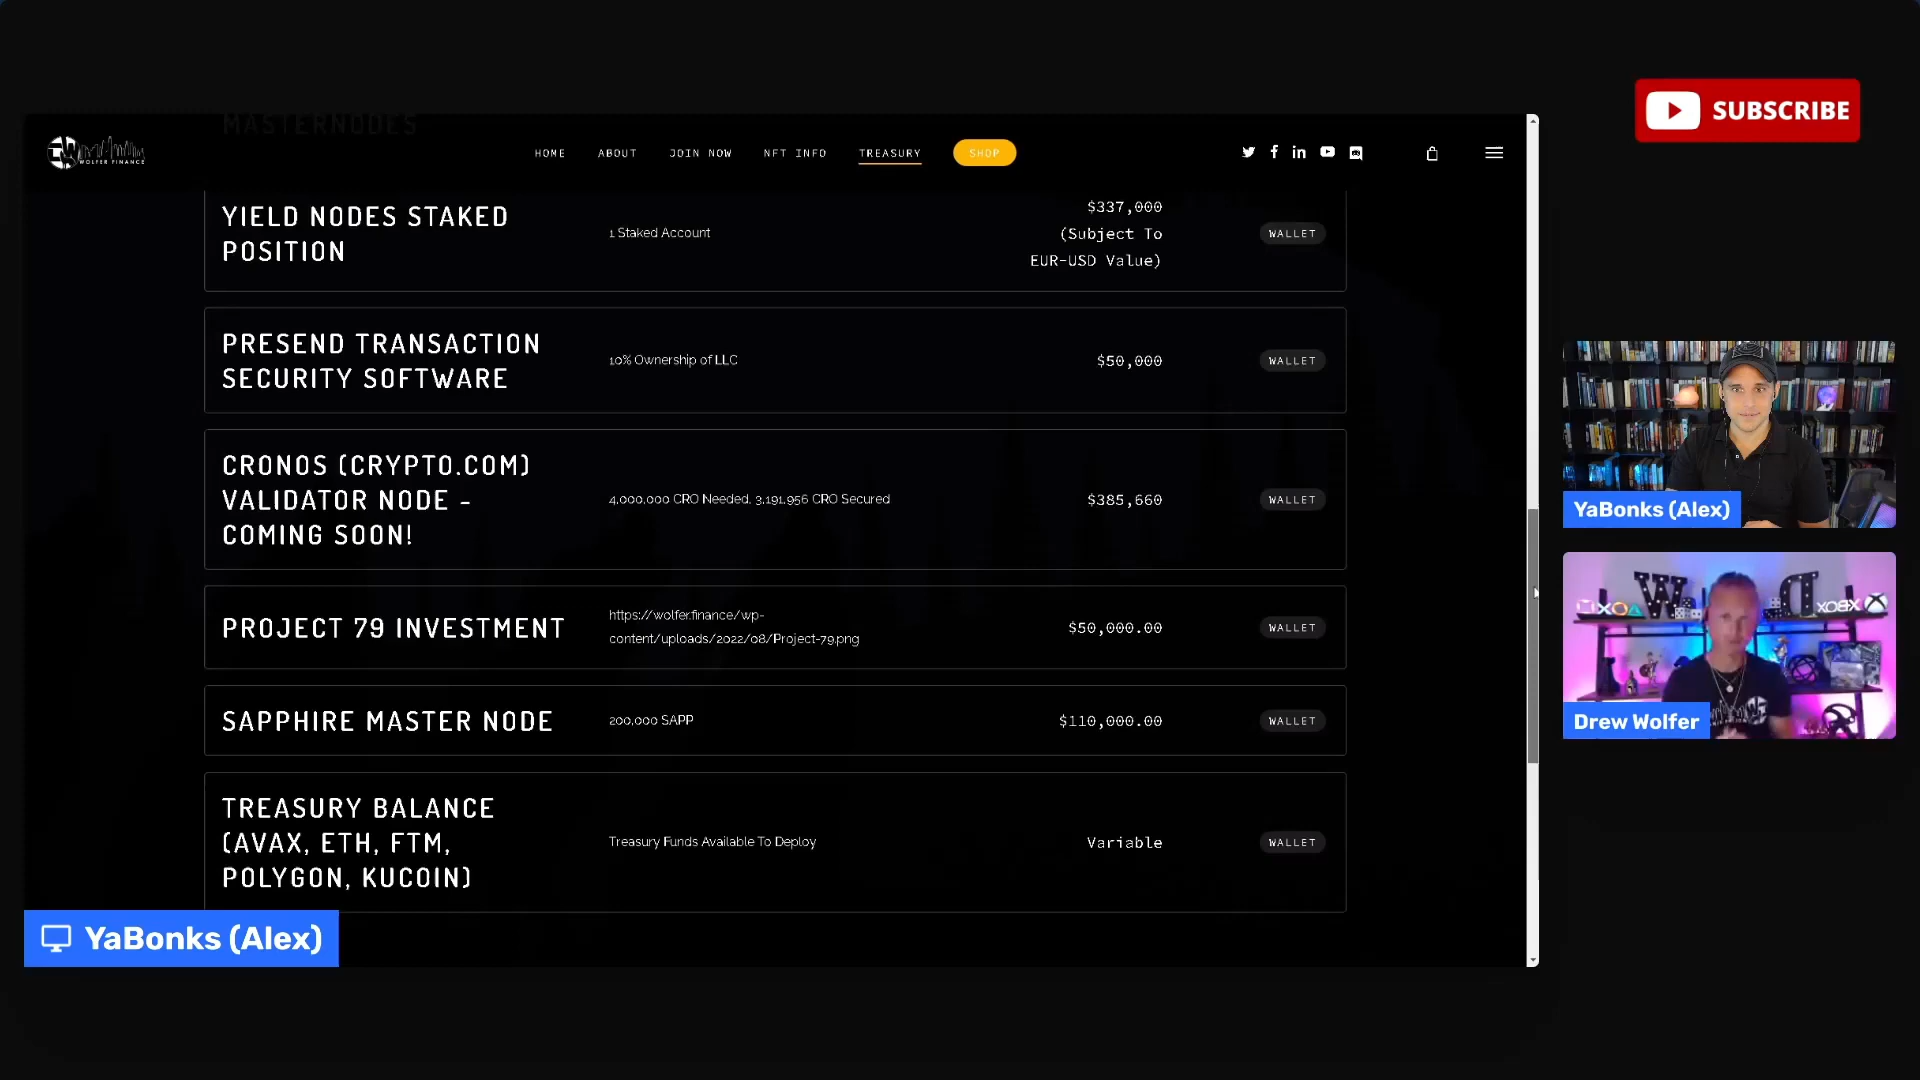 SUBSCRIBE
MASTERNODES
WOLFER FINANCE
HOME ABOUT JOIN NOW NFT INFO TREASURY SHOP
YIELD NODES STAKED
POSITION
1 Staked Account
$337,000
(Subject To
EUR-USD Value)
WALLET
PRESEND TRANSACTION
SECURITY SOFTWARE
10% Ownership of LLC
$50,000
WALLET
CRONOS (CRYPTO.COM)
VALIDATOR NODE -
COMING SOON!
4,000,000 CRO Needed. 3,191,956 CRO Secured
$385,660
WALLET
PROJECT 79 INVESTMENT
https://wolfer.finance/wp-
content/uploads/2022/08/Project-79.png
$50,000.00
WALLET
SAPPHIRE MASTER NODE
200,000 SAPP
$110,000.00
WALLET
TREASURY BALANCE
(AVAX, ETH, FTM,
POLYGON, KUCOIN)
Treasury Funds Available To Deploy
Variable
WALLET
YaBonks (Alex)
YaBonks (Alex)
W D
XBOX
Drew Wolfer